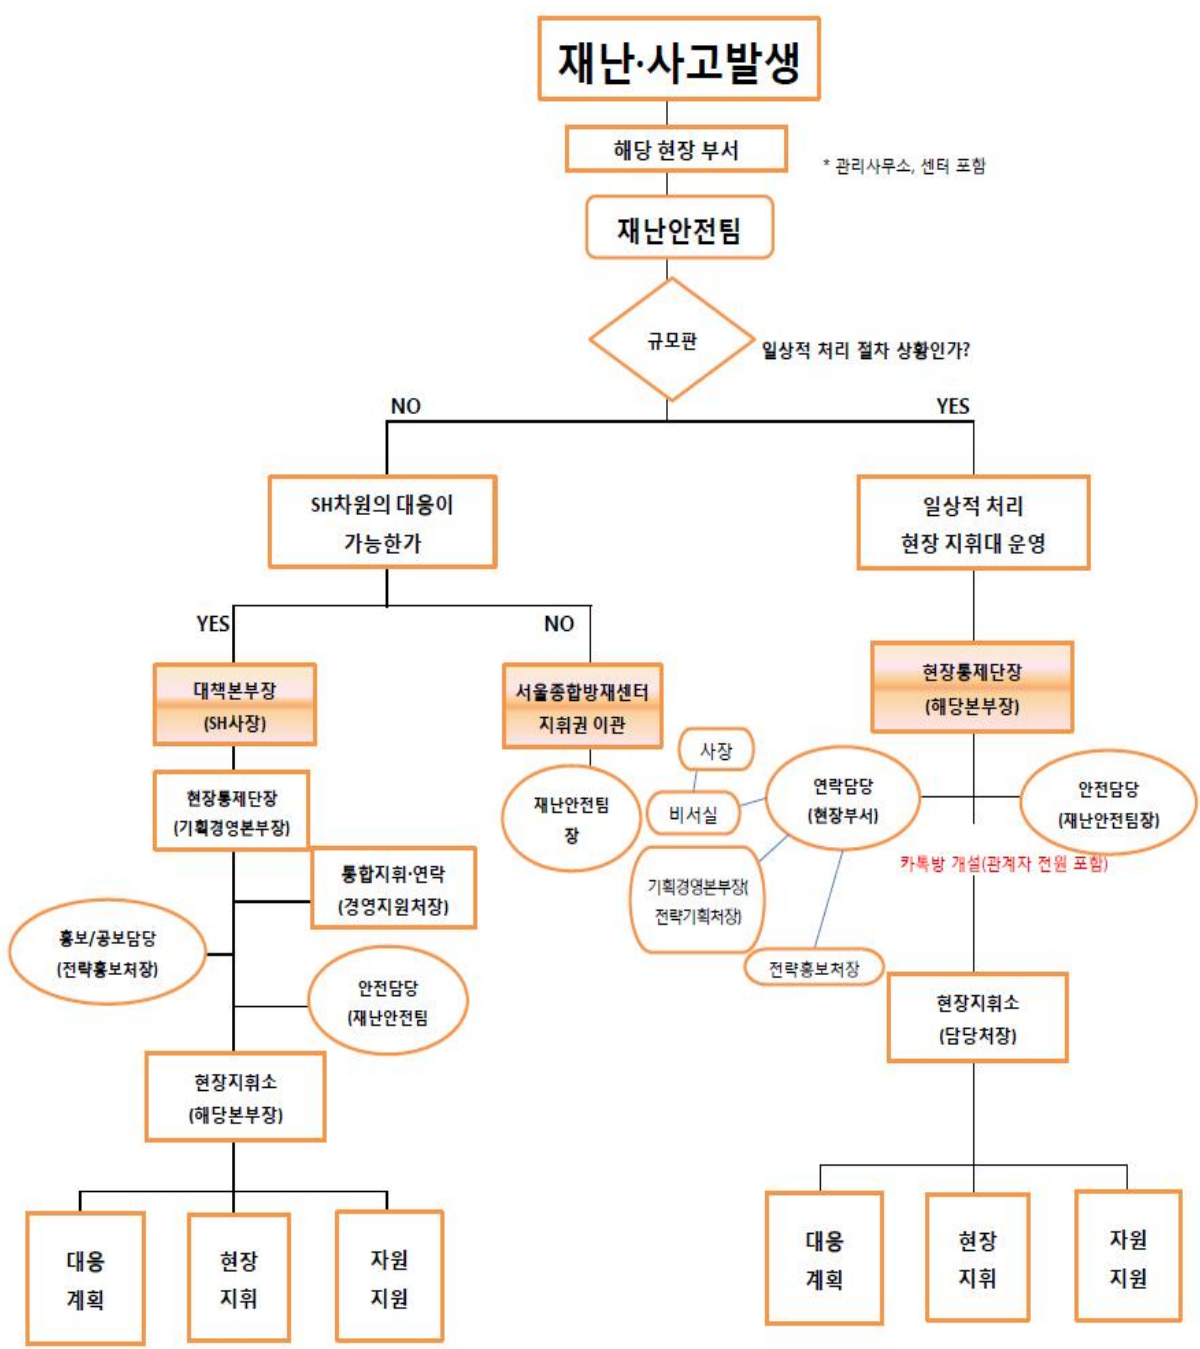 재난·사고발생
해당 현장 부서
* 관리사무소, 센터 포함
재난안전팀
규모판
일상적 처리 절차 상황인가?
NO
YES
SH차원의 대응이
가능한가
일상적 처리
현장 지휘대 운영
YES
NO
대책본부장
(SH사장)
서울종합방재센터
지휘권 이관
현장통제단장
(해당본부장)
현장통제단장
(기획경영본부장)
재난안전팀
장
사장
비서실
연락담당
(현장부서)
안전담당
(재난안전팀장)
카톡방 개설(관계자 전원 포함)
기획경영본부장(
전략기획처장)
전략홍보처장
통합지휘·연락
(경영지원처장)
홍보/공보담당
(전략홍보처장)
안전담당
(재난안전팀
현장지휘소
(해당본부장)
현장지휘소
(담당처장)
대응
계획
현장
지휘
자원
지원
대응
계획
현장
지휘
자원
지원